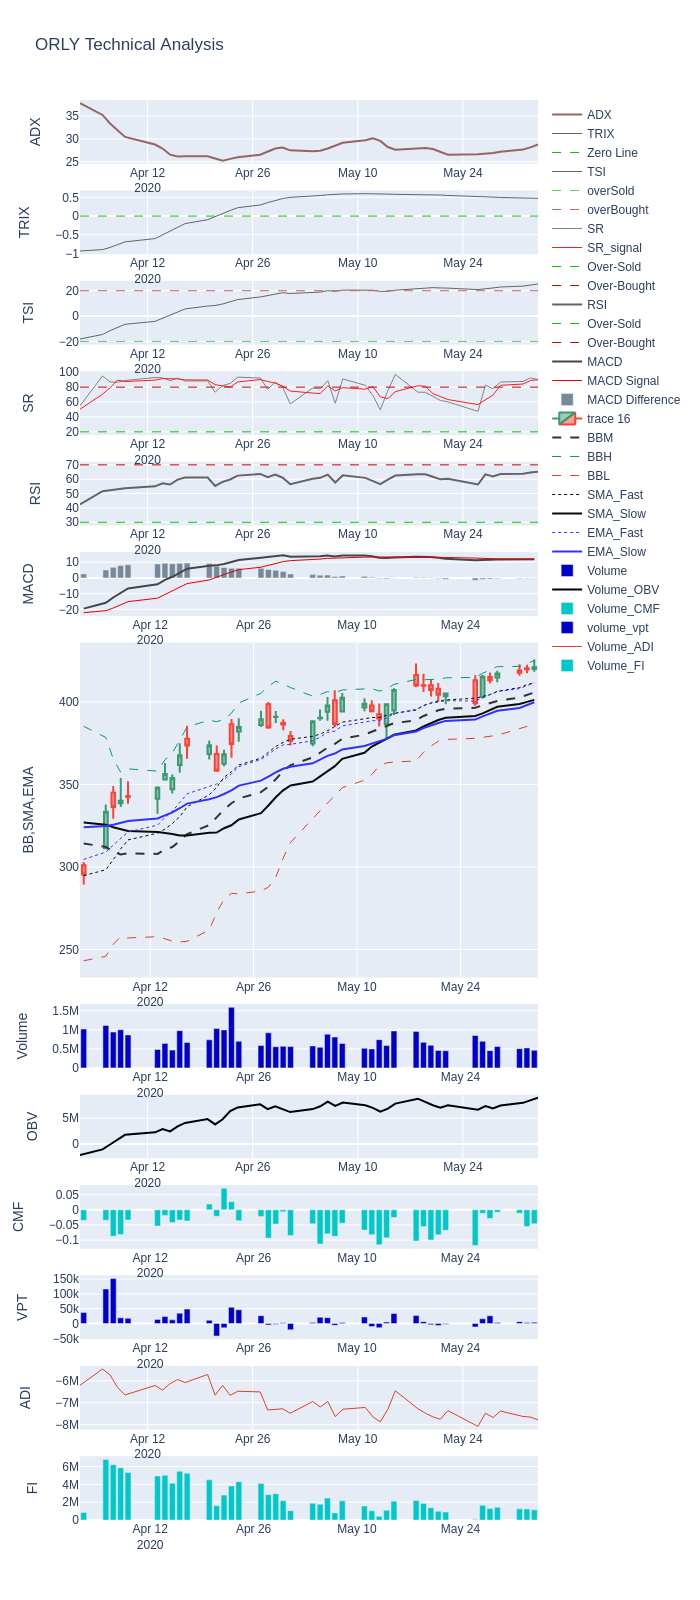 ORLY Technical Analysis
ADX
35
30
25
Apr 12
2020
Apr 26
May 10
May 24
TRIX
0.5
0
−0.5
−1
Apr 12
2020
Apr 26
May 10
May 24
TSI
20
0
−20
Apr 12
2020
Apr 26
May 10
May 24
SR
100
80
60
40
20
Apr 12
2020
Apr 26
May 10
May 24
RSI
70
60
50
40
30
Apr 12
2020
Apr 26
May 10
May 24
MACD
10
0
−10
−20
Apr 12
2020
Apr 26
May 10
May 24
BB,SMA,EMA
400
350
300
250
Apr 12
2020
Apr 26
May 10
May 24
Volume
1.5M
1M
0.5M
0
Apr 12
2020
Apr 26
May 10
May 24
OBV
5M
0
Apr 12
2020
Apr 26
May 10
May 24
CMF
0.05
0
−0.05
−0.1
Apr 12
2020
Apr 26
May 10
May 24
VPT
150k
100k
50k
0
−50k
Apr 12
2020
Apr 26
May 10
May 24
ADI
−6M
−7M
−8M
Apr 12
2020
Apr 26
May 10
May 24
FI
6M
4M
2M
0
Apr 12
2020
Apr 26
May 10
May 24
ADX
TRIX
Zero Line
TSI
overSold
overBought
SR
SR_signal
Over-Sold
Over-Bought
RSI
Over-Sold
Over-Bought
MACD
MACD Signal
MACD Difference
trace 16
BBM
BBH
BBL
SMA_Fast
SMA_Slow
EMA_Fast
EMA_Slow
Volume
Volume_OBV
Volume_CMF
volume_vpt
Volume_ADI
Volume_FI